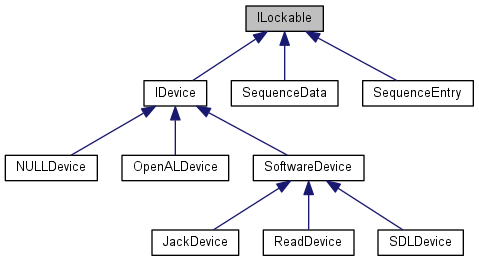 ILockable
IDevice
SequenceData
SequenceEntry
NULLDevice
OpenALDevice
SoftwareDevice
JackDevice
ReadDevice
SDLDevice